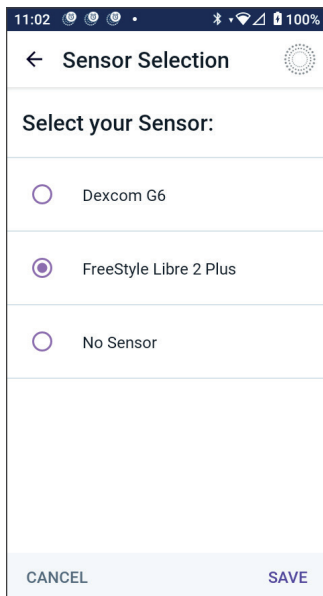 11:02 100%
Sensor Selection
Select your Sensor:
Dexcom G6
FreeStyle Libre 2 Plus
No Sensor
CANCEL SAVE